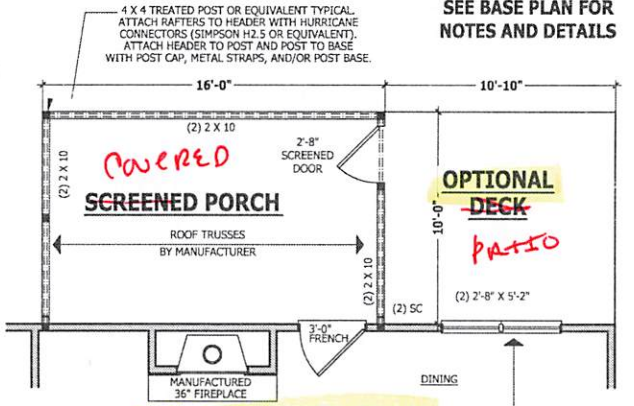 4 X 4 TREATED POST OR EQUIVALENT TYPICAL.
ATTACH RAFTERS TO HEADER WITH HURRICANE
CONNECTORS (SIMPSON H2.5 OR EQUIVALENT).
ATTACH HEADER TO POST AND POST TO BASE
WITH POST CAP, METAL STRAPS, AND/OR POST BASE.
SEE BASE PLAN FOR
NOTES AND DETAILS
16'-0"
10'-10"
(2) 2 X 10
(2) 2 X 10
COVERED
2'-8"
SCREENED
DOOR
SCREENED PORCH
OPTIONAL
DECK
PATIO
10'-0"
ROOF TRUSSES
BY MANUFACTURER
(2) 2 X 10
(2) SC
(2) 2'-8" X 5'-2"
3'-0"
FRENCH
MANUFACTURED
36" FIREPLACE
DINING